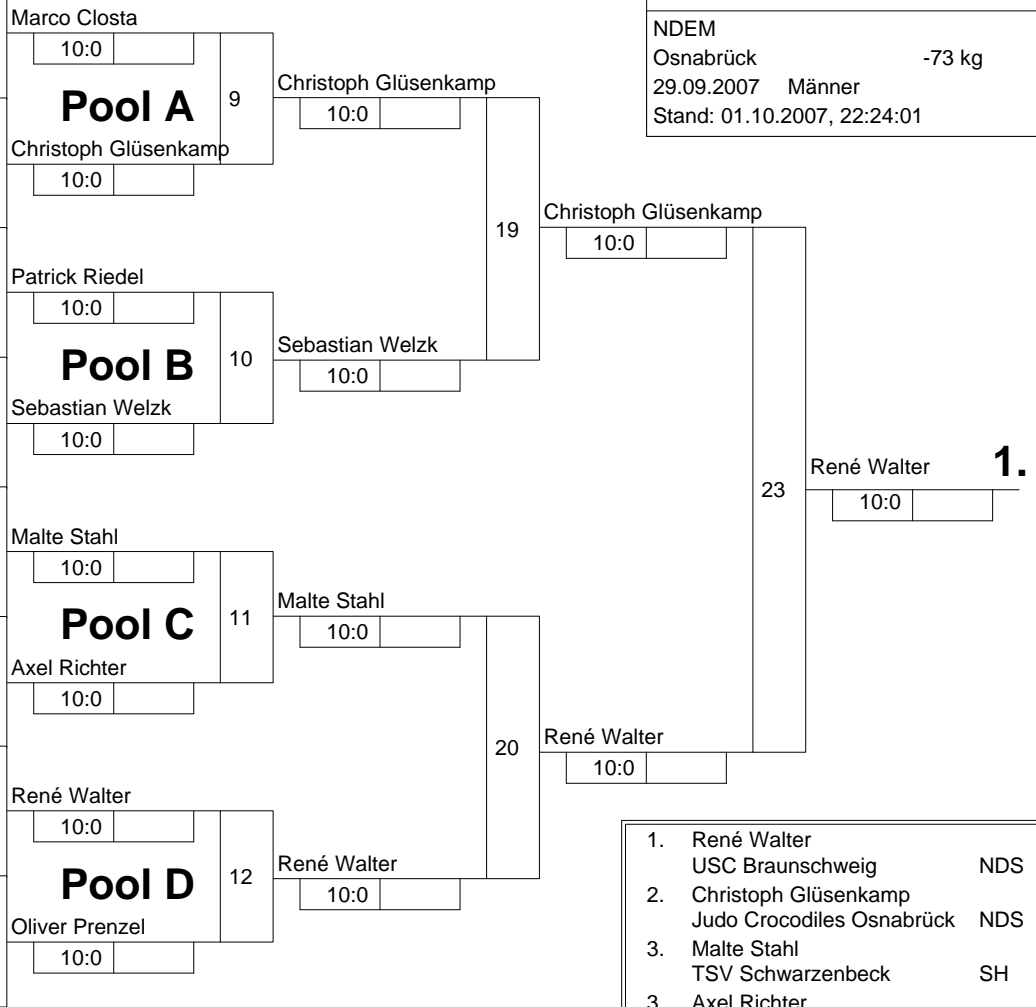 NDEM
Osnabrück -73 kg
29.09.2007 Männer
Stand: 01.10.2007, 22:24:01
Marco Closta
10:0
Pool A
9
Christoph Glüsenkamp
10:0
Christoph Glüsenkamp
10:0
Patrick Riedel
10:0
Pool B
10
Sebastian Welzk
10:0
Sebastian Welzk
10:0
19
Christoph Glüsenkamp
10:0
Malte Stahl
10:0
Pool C
11
Axel Richter
10:0
Malte Stahl
10:0
René Walter
10:0
Pool D
12
Oliver Prenzel
10:0
René Walter
10:0
20
René Walter
10:0
23
René Walter 1.
10:0
1. René Walter
USC Braunschweig NDS
2. Christoph Glüsenkamp
Judo Crocodiles Osnabrück NDS
3. Malte Stahl
TSV Schwarzenbeck SH
3. Axel Richter